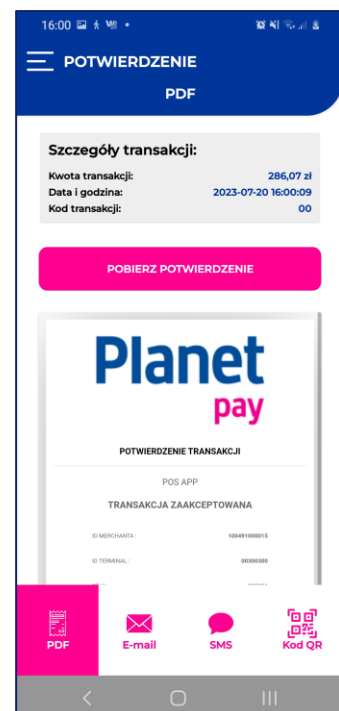 16:00
POTWIERDZENIE
PDF
Szczegóły transakcji:
Kwota transakcji: 286,07 zł
Data i godzina: 2023-07-20 16:00:09
Kod transakcji: 00
POBIERZ POTWIERDZENIE
Planet
pay
POTWIERDZENIE TRANSAKCJI
POS APP
TRANSAKCJA ZAAKCEPTOWANA
ID MERCHANTA : 100491000015
ID TERMINAL : 00300300
PDF E-mail SMS Kod QR